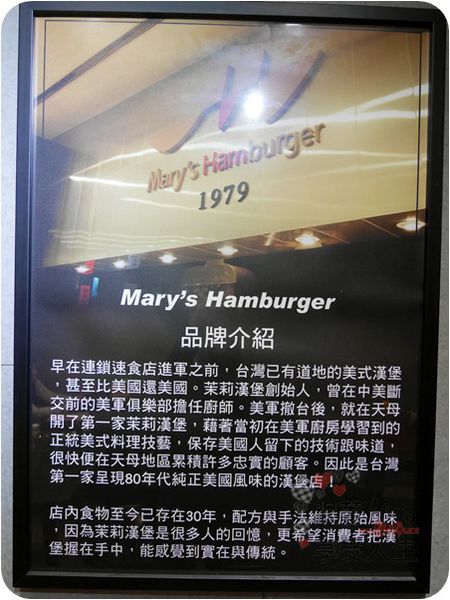 M
Mary's Hamburger
1979
Mary's Hamburger
品牌介紹
早在連鎖速食店進軍之前，台灣已有道地的美式漢堡
，甚至比美國還美國。茉莉漢堡創始人，曾在中美斷
交前的美軍俱樂部擔任廚師。美軍撤台後，就在天母
開了第一家茉莉漢堡，藉著當初在美軍廚房學習到的
正統美式料理技藝，保存美國人留下的技術跟味道，
很快便在天母地區累積許多忠實的顧客。因此是台灣
第一家呈現80年代純正美國風味的漢堡店！
店內食物至今已存在30年，配方與手法維持原始風味
，因為茉莉漢堡是很多人的回憶，更希望消費者把漢
堡握在手中，能感覺到實在與傳統。
享受人生